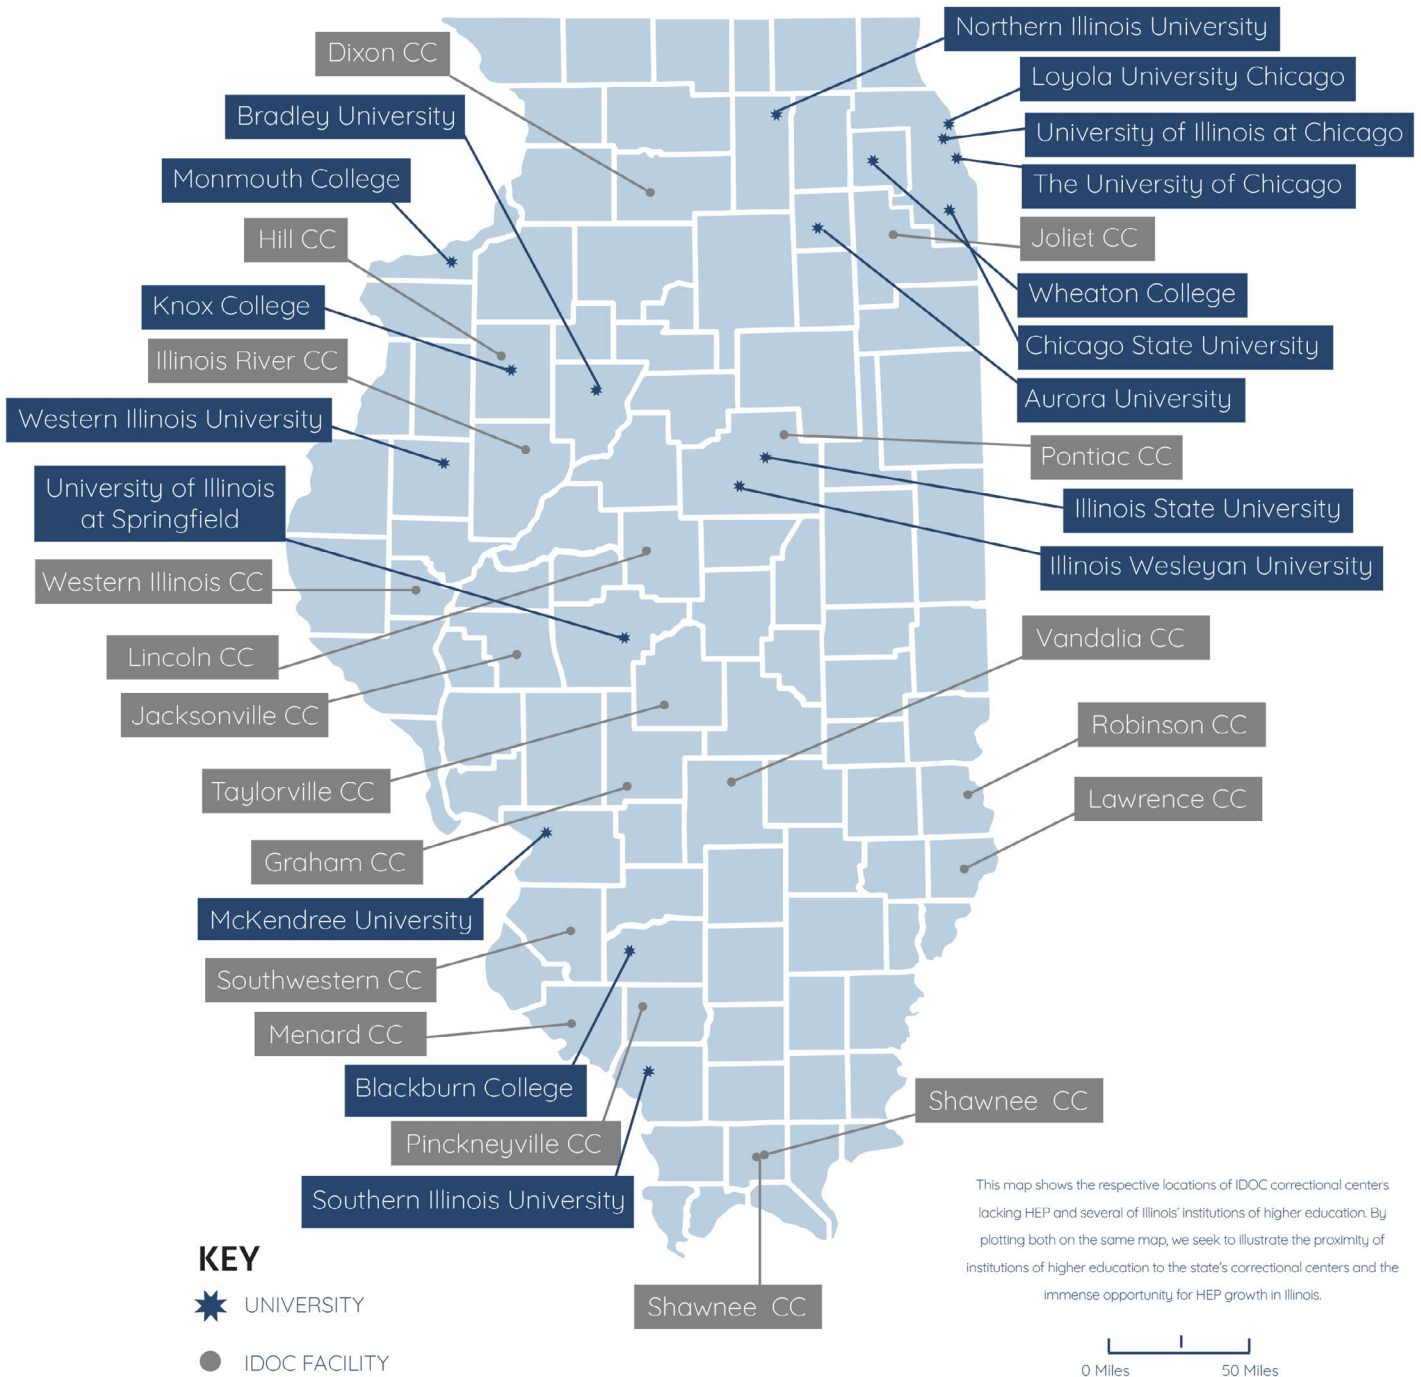 Northern Illinois University
Dixon CC
Loyola University Chicago
Bradley University
University of Illinois at Chicago
Monmouth College
The University of Chicago
Hill CC
Joliet CC
Knox College
Wheaton College
Illinois River CC
Chicago State University
Western Illinois University
Aurora University
Pontiac CC
University of Illinois
at Springfield
Illinois State University
Illinois Wesleyan University
Western Illinois CC
Vandalia CC
Lincoln CC
Jacksonville CC
Robinson CC
Taylorville CC
Lawrence CC
Graham CC
McKendree University
Southwestern CC
Menard CC
Blackburn College
Shawnee CC
Pinckneyville CC
Southern Illinois University
Shawnee CC
KEY
UNIVERSITY
IDOC FACILITY
This map shows the respective locations of IDOC correctional centers
lacking HEP and several of Illinois' institutions of higher education. By
plotting both on the same map, we seek to illustrate the proximity of
institutions of higher education to the state's correctional centers and the
immense opportunity for HEP growth in Illinois.
0 Miles
50 Miles